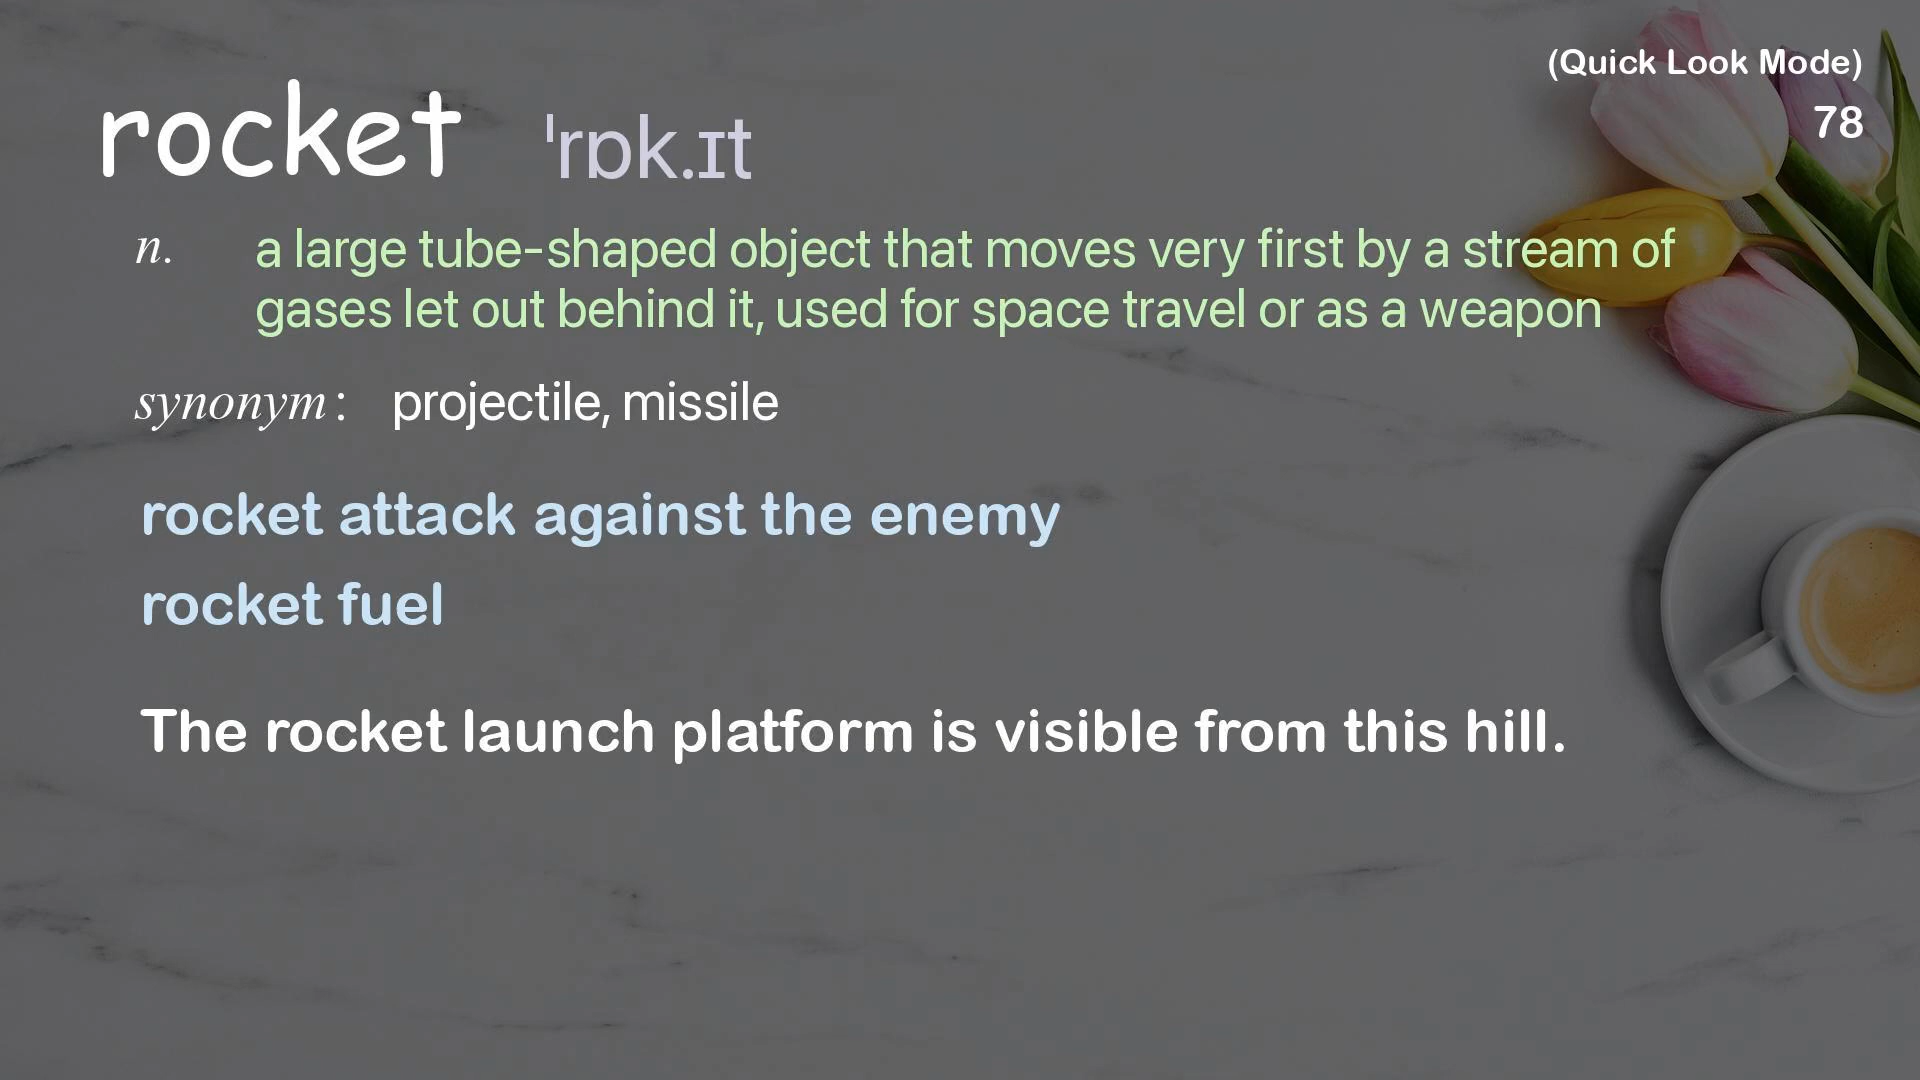 (Quick Look Mode)
78
rocket ˈrɒk.ɪt
n. a large tube-shaped object that moves very first by a stream of
gases let out behind it, used for space travel or as a weapon
synonym: projectile, missile
rocket attack against the enemy
rocket fuel
The rocket launch platform is visible from this hill.